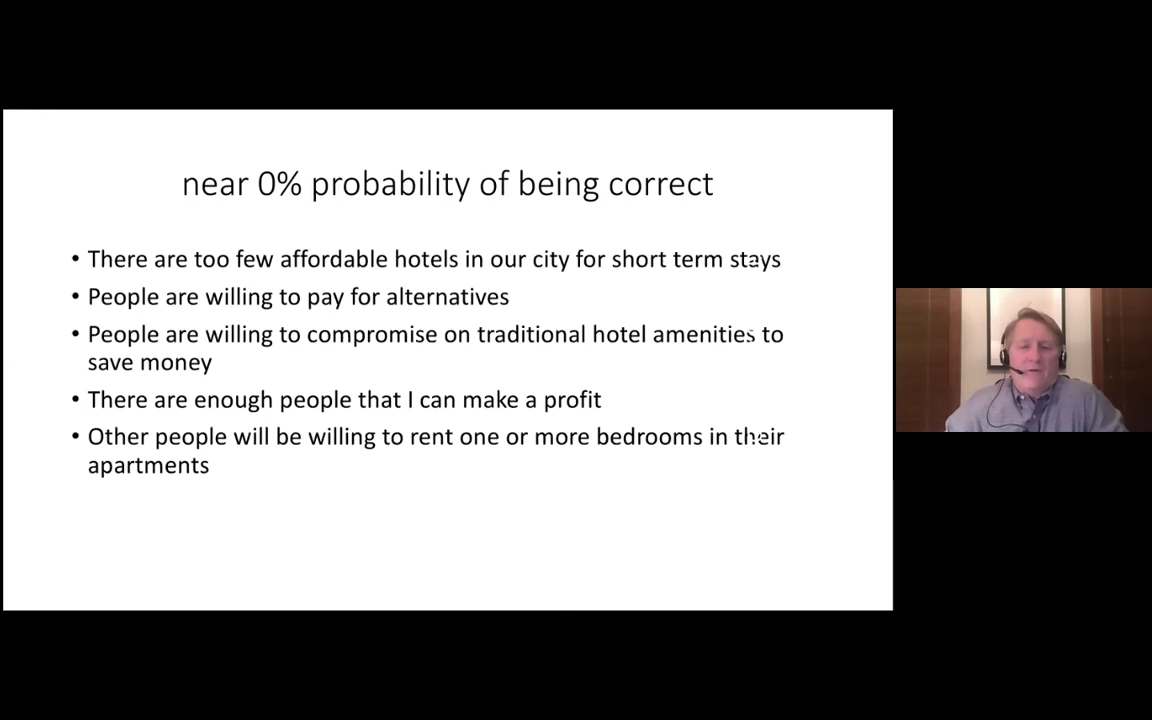 near 0% probability of being correct
• There are too few affordable hotels in our city for short term stays
• People are willing to pay for alternatives
• People are willing to compromise on traditional hotel amenities to
save money
• There are enough people that I can make a profit
• Other people will be willing to rent one or more bedrooms in their
apartments